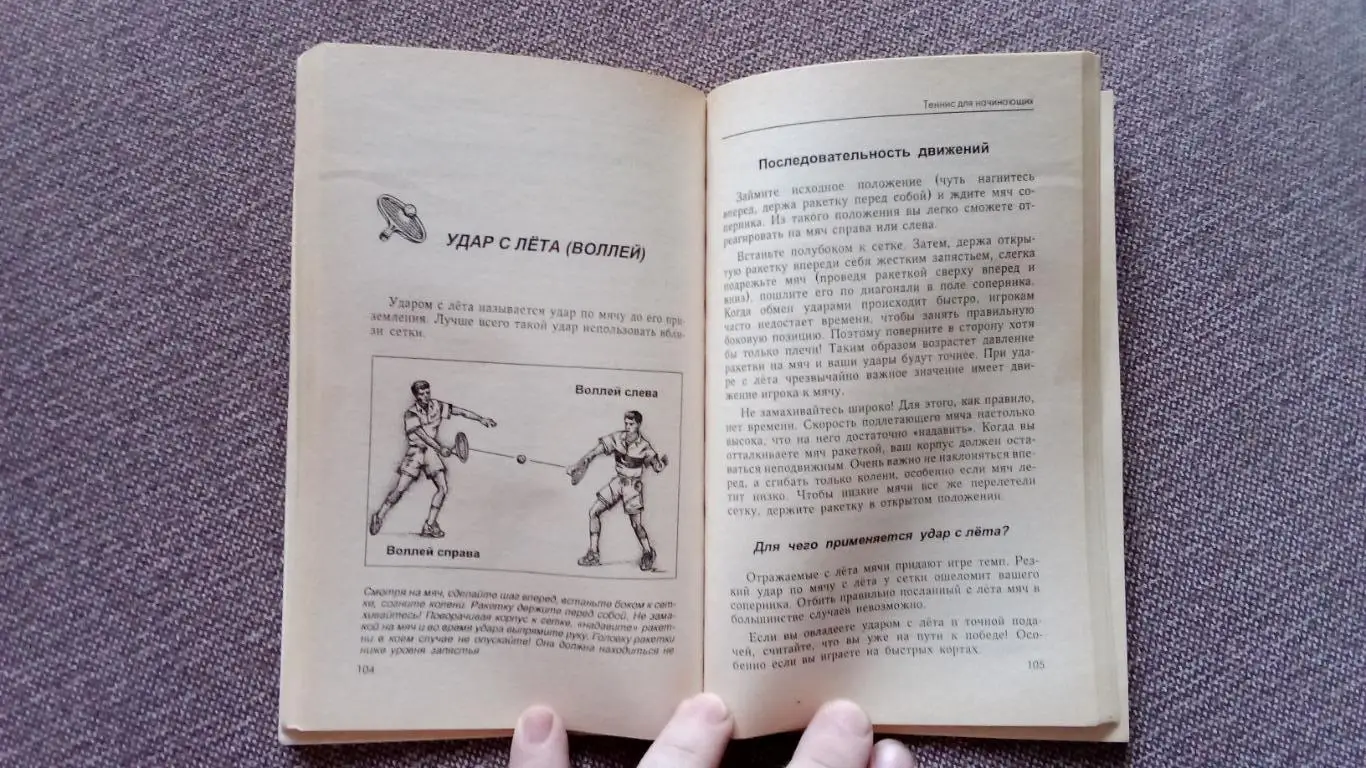 УДАР С ЛЁТА (ВОЛЛЕЙ)
Ударом с лёта называется удар по мячу до его при-
земления. Лучше всего такой удар использовать вбли-
зи сетки.
Воллей слева
Воллей справа
Смотря на мяч, сделайте шаг вперед, встаньте боком к сет-
ке, согните колени. Ракетку держите перед собой. Не зама-
хивайтесь! Поворачивая корпус к сетке, «надавите» ракет-
кой на мяч и во время удара выпрямите руку. Головку ракетки
ни в коем случае не опускайте! Она должна находиться не
ниже уровня запястья
104
Теннис для начинающих
Последовательность движений
Займите исходное положение (чуть нагнитесь
вперед, держа ракетку перед собой) и ждите мяч со-
перника. Из такого положения вы легко сможете от-
реагировать на мяч справа или слева.
Встаньте полубоком к сетке. Затем, держа откры-
тую ракетку впереди себя жестким запястьем, слегка
подрежьте мяч (проведя ракеткой сверху вперед и
вниз), пошлите его по диагонали в поле соперника.
Когда обмен ударами происходит быстро, игрокам
часто недостает времени, чтобы занять правильную
боковую позицию. Поэтому поверните в сторону хотя
бы только плечи! Таким образом возрастет давление
ракетки на мяч и ваши удары будут точнее. При уда-
ре с лёта чрезвычайно важное значение имеет дви-
жение игрока к мячу.
Не замахивайтесь широко! Для этого, как правило,
нет времени. Скорость подлетающего мяча настолько
высока, что на него достаточно «надавить». Когда вы
отталкиваете мяч ракеткой, ваш корпус должен оста-
ваться неподвижным. Очень важно не наклоняться впе-
ред, а сгибать только колени, особенно если мяч ле-
тит низко. Чтобы низкие мячи все же перелетели
сетку, держите ракетку в открытом положении.
Для чего применяется удар с лёта?
Отражаемые с лёта мячи придают игре темп. Рез-
кий удар по мячу с лёта у сетки ошеломит вашего
соперника. Отбить правильно посланный с лёта мяч в
большинстве случаев невозможно.
Если вы овладеете ударом с лёта и точной пода-
чей, считайте, что вы уже на пути к победе! Осо-
бенно если вы играете на быстрых кортах.
105